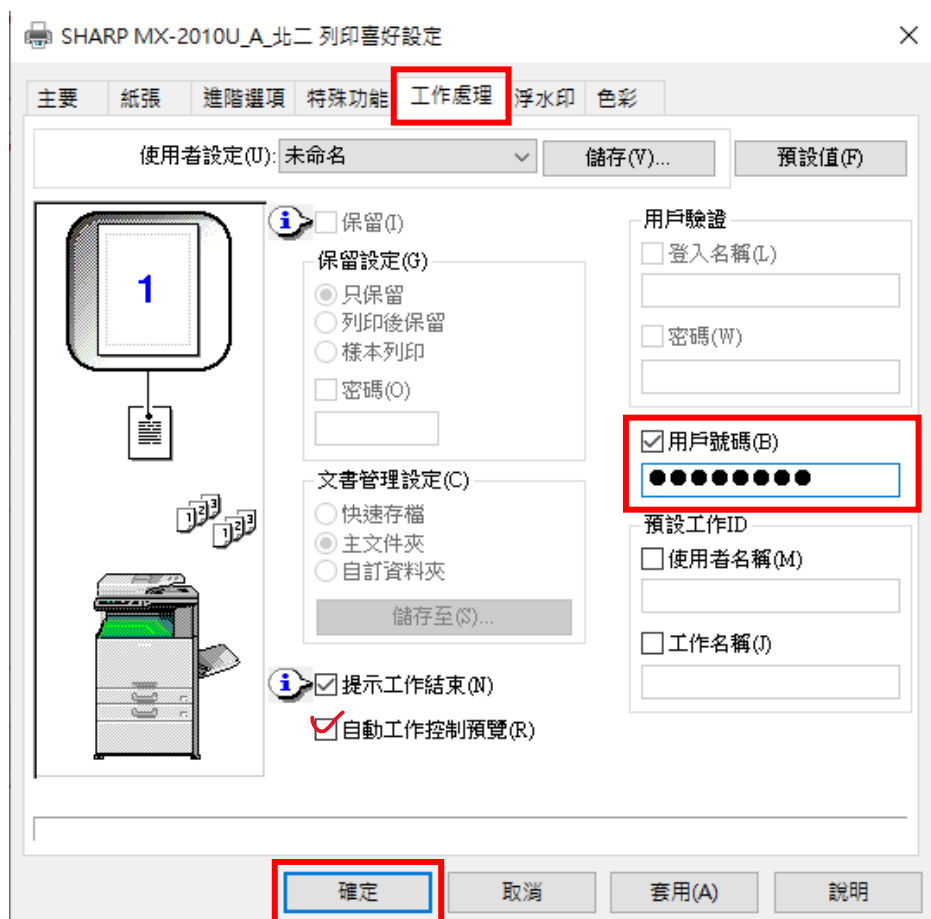 SHARP MX-2010U_A_北二 列印喜好設定
主要 紙張 進階選項 特殊功能 工作處理 浮水印 色彩
使用者設定(U): 未命名 儲存(V)... 預設值(F)
1
保留(I)
保留設定(G)
只保留
列印後保留
樣本列印
密碼(O)
文書管理設定(C)
快速存檔
主文件夾
自訂資料夾
儲存至(S)...
提示工作結束(N)
自動工作控制預覽(R)
用戶驗證
登入名稱(L)
密碼(W)
用戶號碼(B)
●●●●●●●●
預設工作ID
使用者名稱(M)
工作名稱(J)
1 2 3
1 2 3
確定 取消 套用(A) 說明